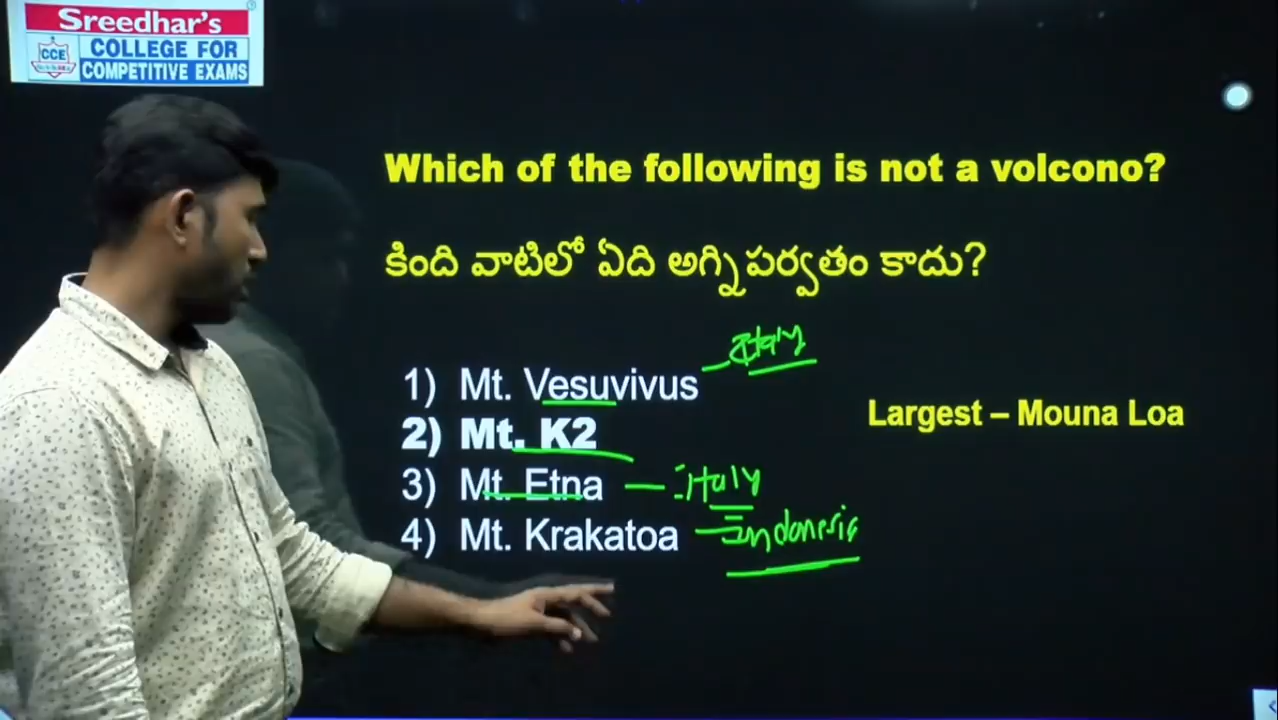 Sreedhar's
CCE
COLLEGE FOR
COMPETITIVE EXAMS
Which of the following is not a volcono?
కింది వాటిలో ఏది అగ్నిపర్వతం కాదు?
Italy
1) Mt. Vesuvivus
Largest – Mouna Loa
2) Mt. K2
3) Mt. Etna – Italy
4) Mt. Krakatoa – Indonesia